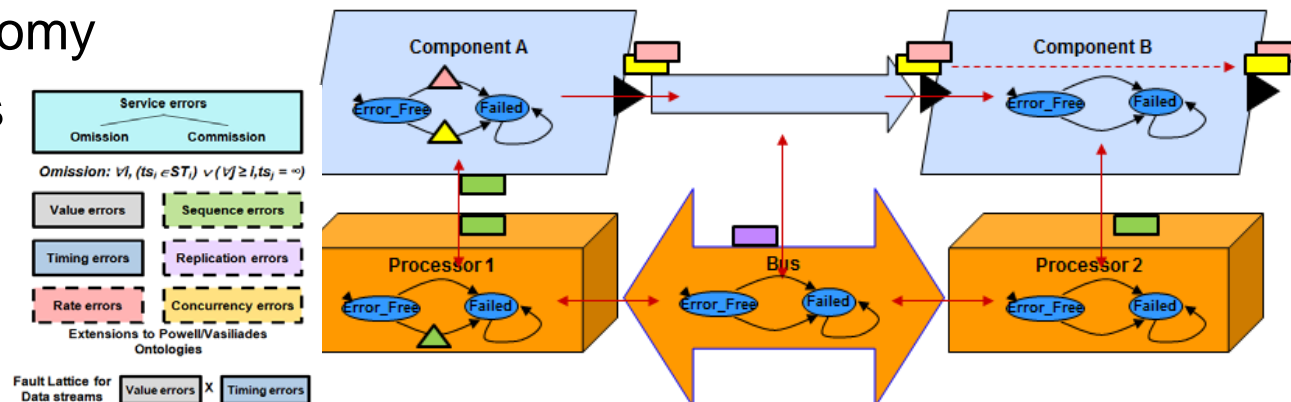 omy
s
Service errors
Omission Commission
Omission: ∀i, (tsᵢ ∈STᵢ) ∨ (∀j ≥ i,tsⱼ = ∞)
Value errors Sequence errors
Timing errors Replication errors
Rate errors Concurrency errors
Extensions to Powell/Vasiliades
Ontologies
Fault Lattice for
Data streams
Value errors X Timing errors
Component A
Error_Free Failed
Component B
Error_Free Failed
Processor 1
Error_Free Failed
Bus
Error_Free Failed
Processor 2
Error_Free Failed